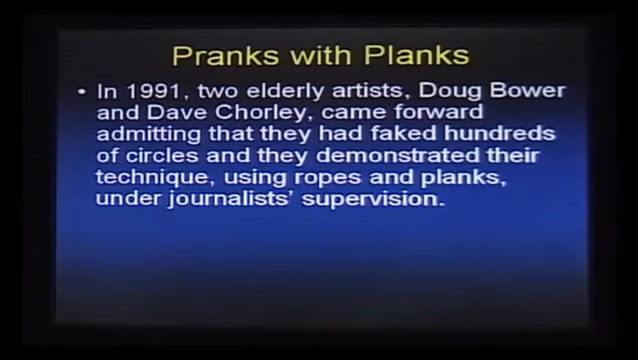 Pranks with Planks
• In 1991, two elderly artists, Doug Bower
and Dave Chorley, came forward
admitting that they had faked hundreds
of circles and they demonstrated their
technique, using ropes and planks,
under journalists' supervision.